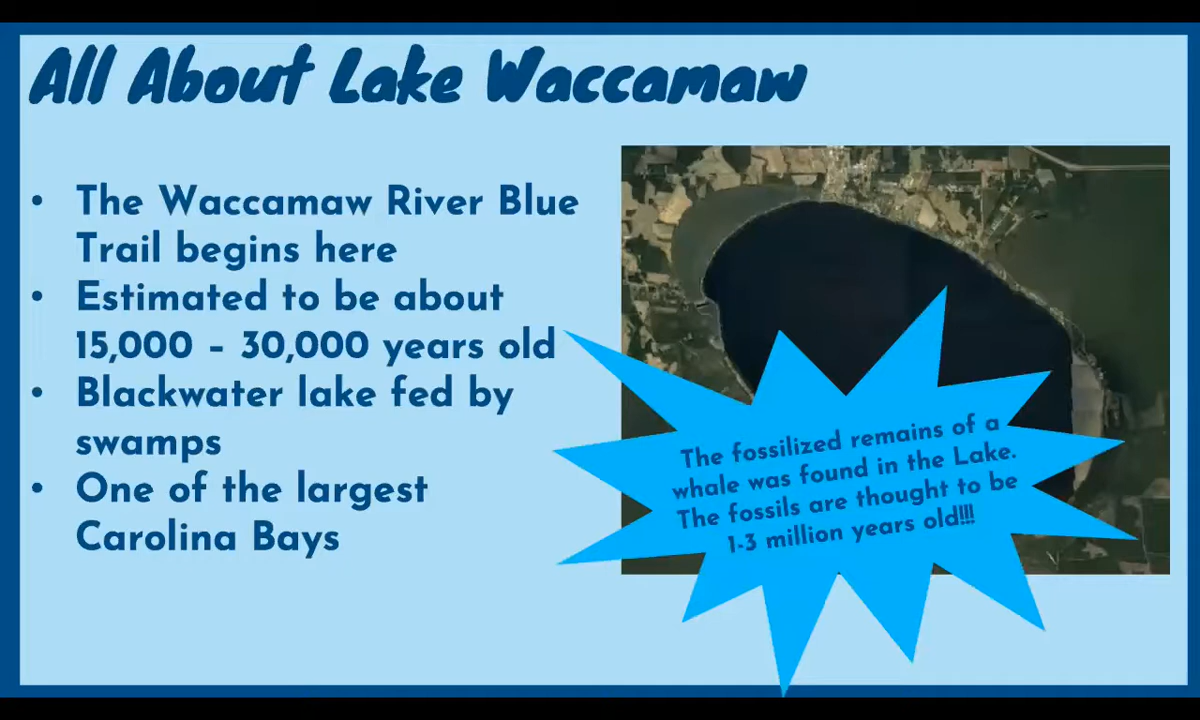 All About Lake Waccamaw
• The Waccamaw River Blue
Trail begins here
• Estimated to be about
15,000 – 30,000 years old
• Blackwater lake fed by
swamps
• One of the largest
Carolina Bays
The fossilized remains of a
whale was found in the Lake.
The fossils are thought to be
1-3 million years old!!!